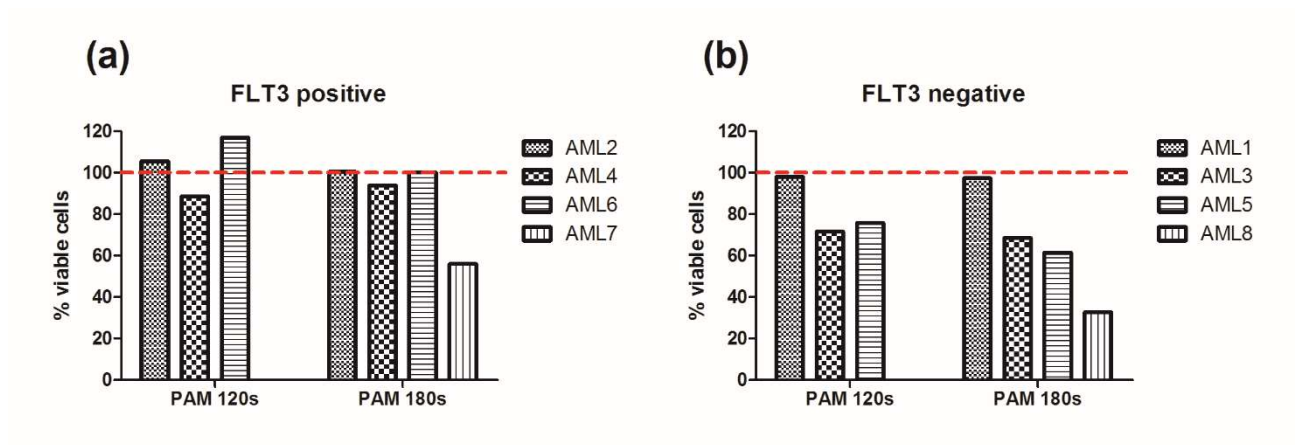 (a)
FLT3 positive
120
100
80
60
40
20
0
% viable cells
PAM 120s
PAM 180s
AML2
AML4
AML6
AML7
(b)
FLT3 negative
120
100
80
60
40
20
0
% viable cells
PAM 120s
PAM 180s
AML1
AML3
AML5
AML8